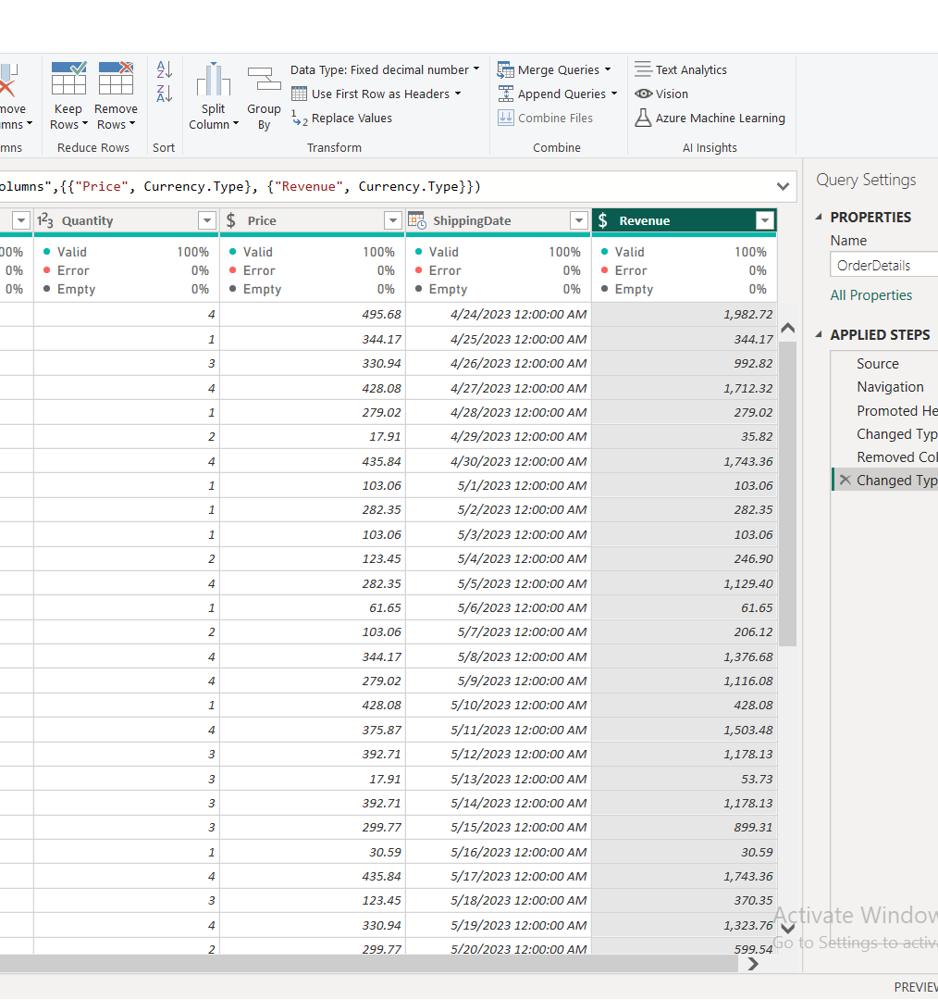 Data Type: Fixed decimal number
Merge Queries
Text Analytics
Use First Row as Headers
Append Queries
Vision
move
mns
Keep
Rows
Remove
Rows
A
Z
Z
A
Split
Column
Group
By
1
2
Replace Values
Combine Files
Azure Machine Learning
mns
Reduce Rows
Sort
Transform
Combine
AI Insights
olumns",{{"Price", Currency.Type}, {"Revenue", Currency.Type}})
Query Settings
1²3 Quantity $ Price ShippingDate $ Revenue
00% Valid 100% Valid 100% Valid 100% Valid 100%
0% Error 0% Error 0% Error 0% Error 0%
0% Empty 0% Empty 0% Empty 0% Empty 0%
4 495.68 4/24/2023 12:00:00 AM 1,982.72
1 344.17 4/25/2023 12:00:00 AM 344.17
3 330.94 4/26/2023 12:00:00 AM 992.82
4 428.08 4/27/2023 12:00:00 AM 1,712.32
1 279.02 4/28/2023 12:00:00 AM 279.02
2 17.91 4/29/2023 12:00:00 AM 35.82
4 435.84 4/30/2023 12:00:00 AM 1,743.36
1 103.06 5/1/2023 12:00:00 AM 103.06
1 282.35 5/2/2023 12:00:00 AM 282.35
1 103.06 5/3/2023 12:00:00 AM 103.06
2 123.45 5/4/2023 12:00:00 AM 246.90
4 282.35 5/5/2023 12:00:00 AM 1,129.40
1 61.65 5/6/2023 12:00:00 AM 61.65
2 103.06 5/7/2023 12:00:00 AM 206.12
4 344.17 5/8/2023 12:00:00 AM 1,376.68
4 279.02 5/9/2023 12:00:00 AM 1,116.08
1 428.08 5/10/2023 12:00:00 AM 428.08
4 375.87 5/11/2023 12:00:00 AM 1,503.48
3 392.71 5/12/2023 12:00:00 AM 1,178.13
3 17.91 5/13/2023 12:00:00 AM 53.73
3 392.71 5/14/2023 12:00:00 AM 1,178.13
3 299.77 5/15/2023 12:00:00 AM 899.31
1 30.59 5/16/2023 12:00:00 AM 30.59
4 435.84 5/17/2023 12:00:00 AM 1,743.36
3 123.45 5/18/2023 12:00:00 AM 370.35
4 330.94 5/19/2023 12:00:00 AM 1,323.76
2 299.77 5/20/2023 12:00:00 AM 599.54
PROPERTIES
Name
OrderDetails
All Properties
APPLIED STEPS
Source
Navigation
Promoted He
Changed Typ
Removed Col
Changed Typ
Activate Window
Go to Settings to activa
PREVIEW